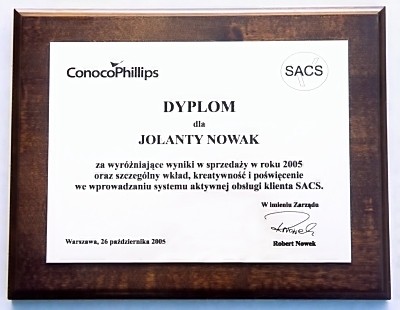 ConocoPhillips
SACS
DYPLOM
dla
JOLANTY NOWAK
za wyróżniające wyniki w sprzedaży w roku 2005
oraz szczególny wkład, kreatywność i poświęcenie
we wprowadzaniu systemu aktywnej obsługi klienta SACS.
W imieniu Zarządu
Robert Nowek
Warszawa, 26 października 2005